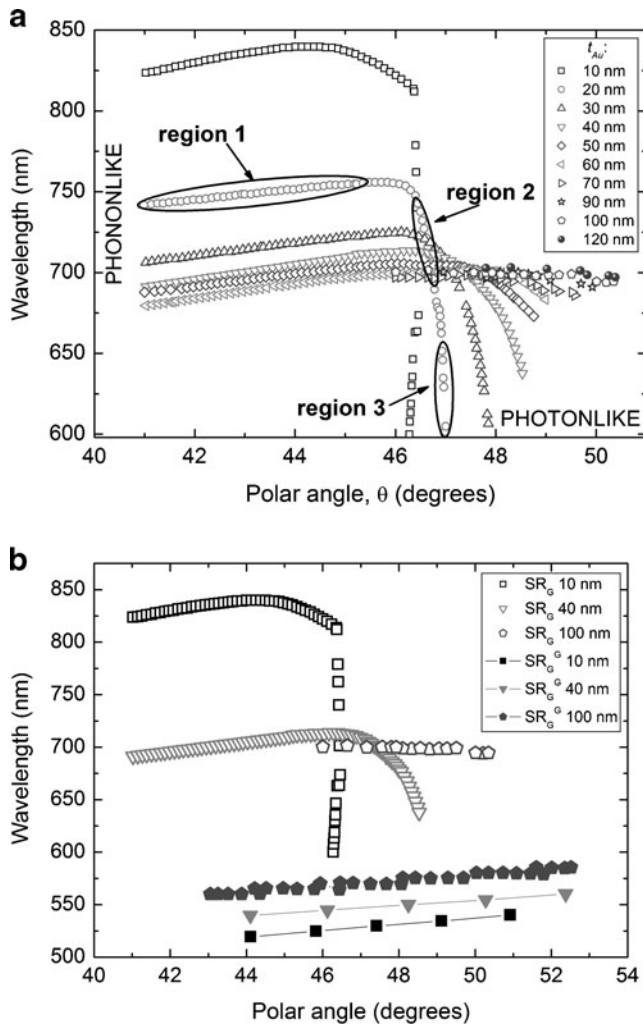 a
850
800
750
700
650
600
Wavelength (nm)
PHONONLIKE
region 1
region 2
region 3
PHOTONLIKE
t_Au:
10 nm
20 nm
30 nm
40 nm
50 nm
60 nm
70 nm
90 nm
100 nm
120 nm
40 42 44 46 48 50
Polar angle, θ (degrees)
b
850
800
750
700
650
600
550
500
Wavelength (nm)
SR_G 10 nm
SR_G 40 nm
SR_G 100 nm
SR_G^G 10 nm
SR_G^G 40 nm
SR_G^G 100 nm
40 42 44 46 48 50 52 54
Polar angle (degrees)